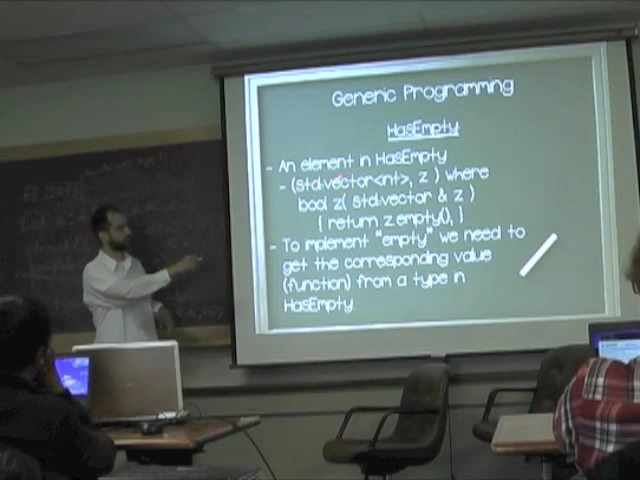 Generic Programming
HasEmpty
- An element in HasEmpty
- (std:vector<int>, z ) where
bool z( std:vector & z )
{ return z.empty(); }
- To implement "empty" we need to
get the corresponding value
(function) from a type in
HasEmpty.